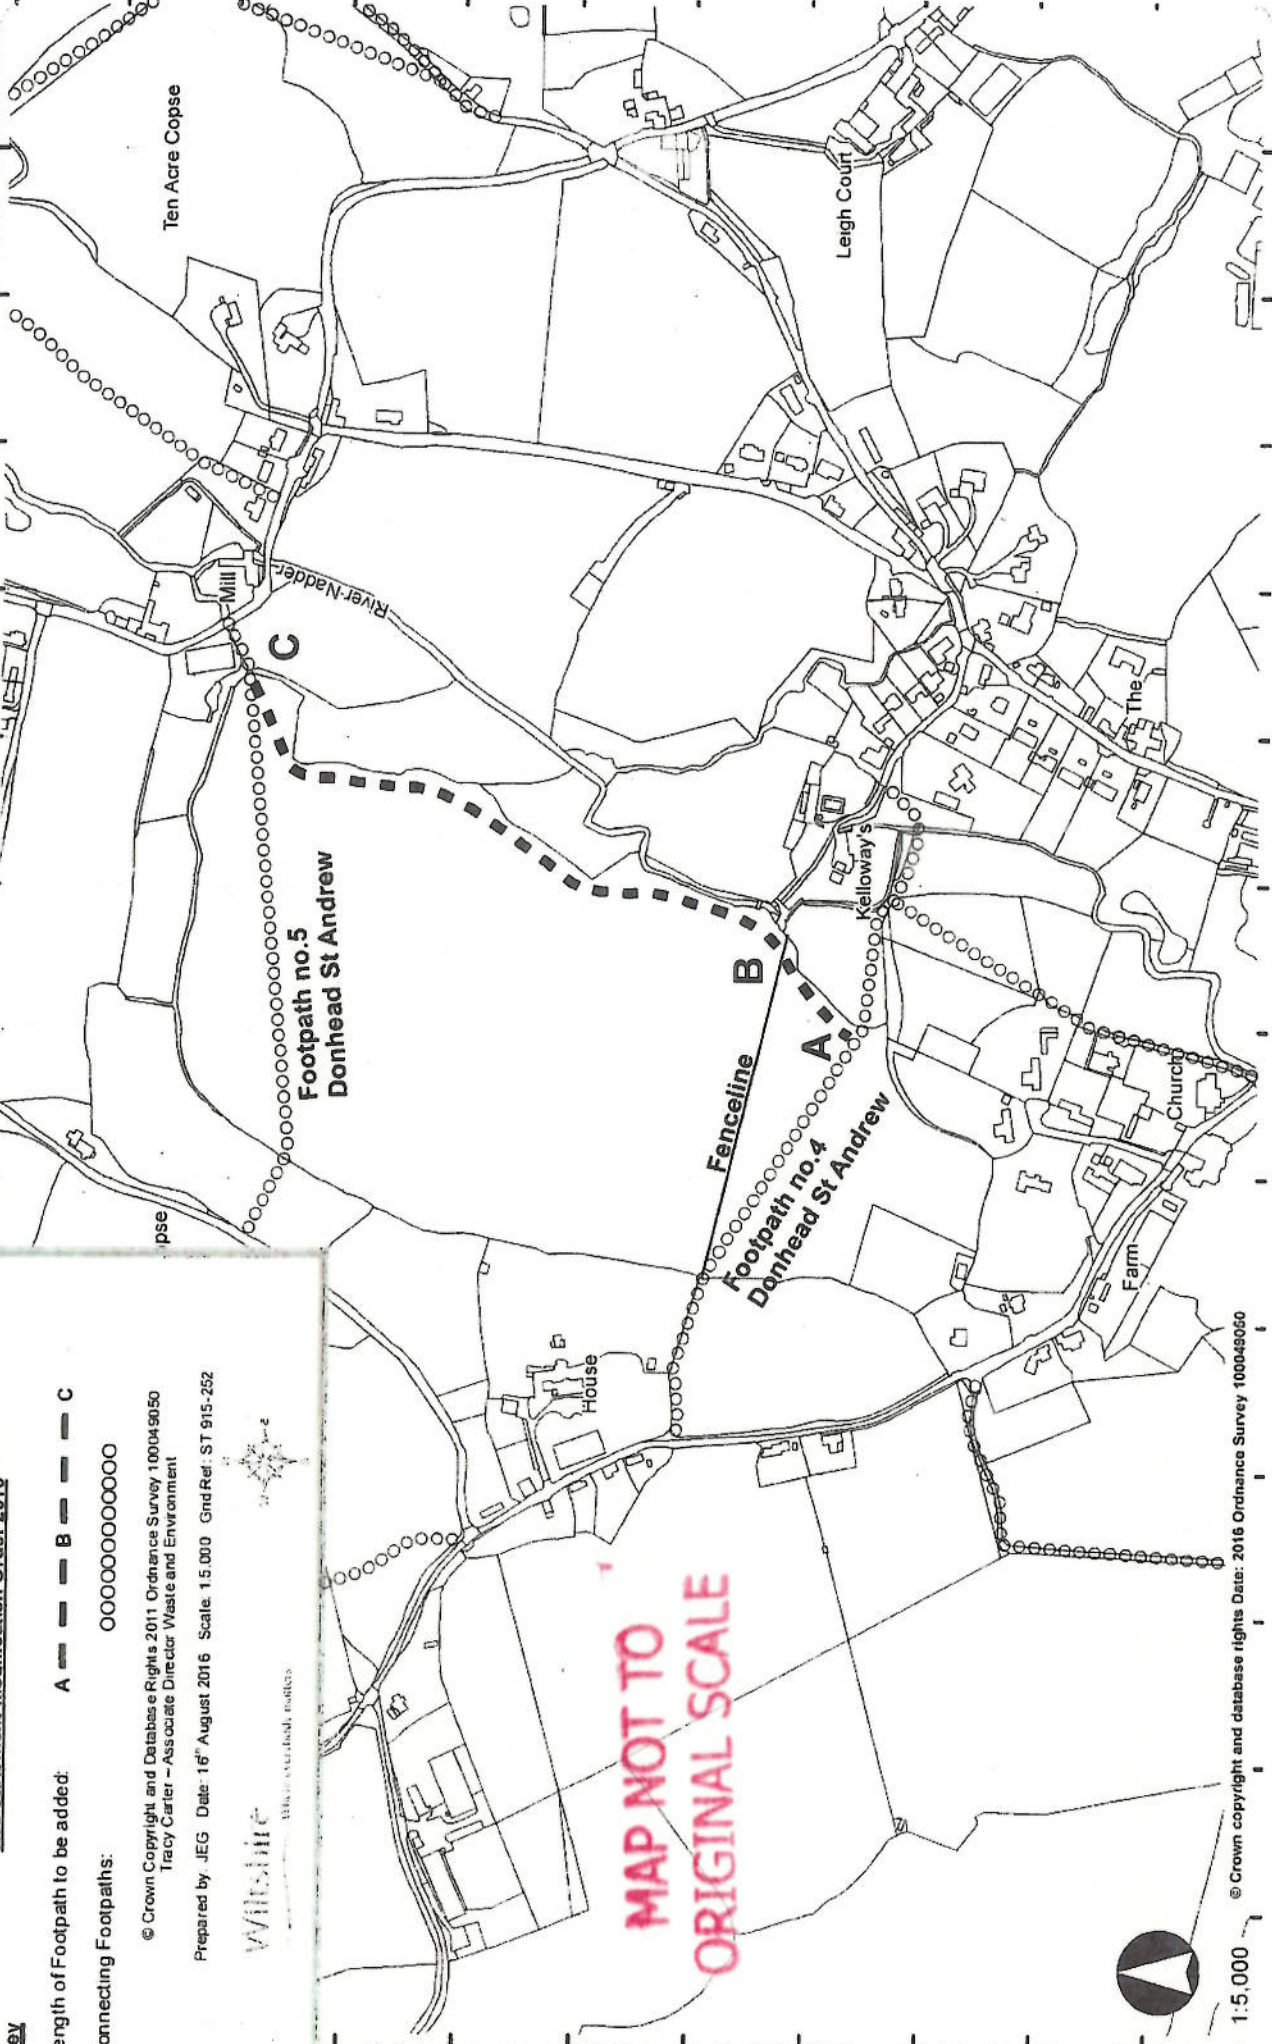 ength of Footpath to be added:
A B C
onnecting Footpaths:
OOOOOOOOOOOO
© Crown Copyright and Database Rights 2011 Ordnance Survey 100049050
Tracy Carter – Associate Director Waste and Environment
Prepared by: JEG Date: 16th August 2016 Scale: 1:5,000 Grid Ref: ST 915-252
Wiltshire
Ten Acre Copse
Mill
River Nadder
C
Footpath no.5
Donhead St Andrew
pse
House
Fenceline
B
A
Footpath no.4
Donhead St Andrew
Kelloway's
Leigh Court
The
Church
Farm
MAP NOT TO
ORIGINAL SCALE
1:5,000
© Crown copyright and database rights Date: 2016 Ordnance Survey 100049060